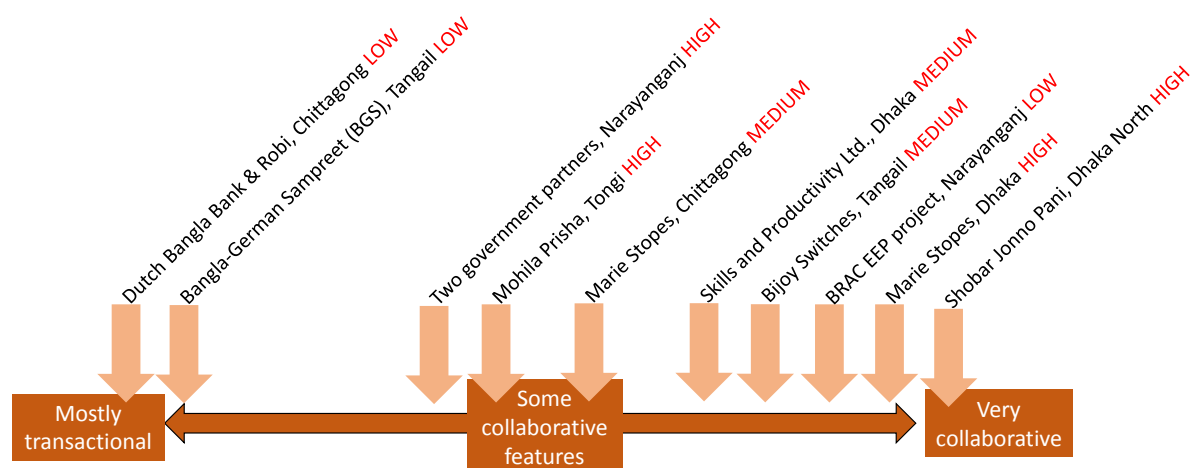 Dutch Bangla Bank & Robi, Chittagong LOW
Bangla-German Sampreet (BGS), Tangail LOW
Two government partners, Narayanganj HIGH
Mohila Prisha, Tongi HIGH
Marie Stopes, Chittagong MEDIUM
Skills and Productivity Ltd., Dhaka MEDIUM
Bijoy Switches, Tangail MEDIUM
BRAC EEP project, Narayanganj LOW
Marie Stopes, Dhaka HIGH
Shobar Jonno Pani, Dhaka North HIGH
Mostly
transactional
Some
collaborative
features
Very
collaborative